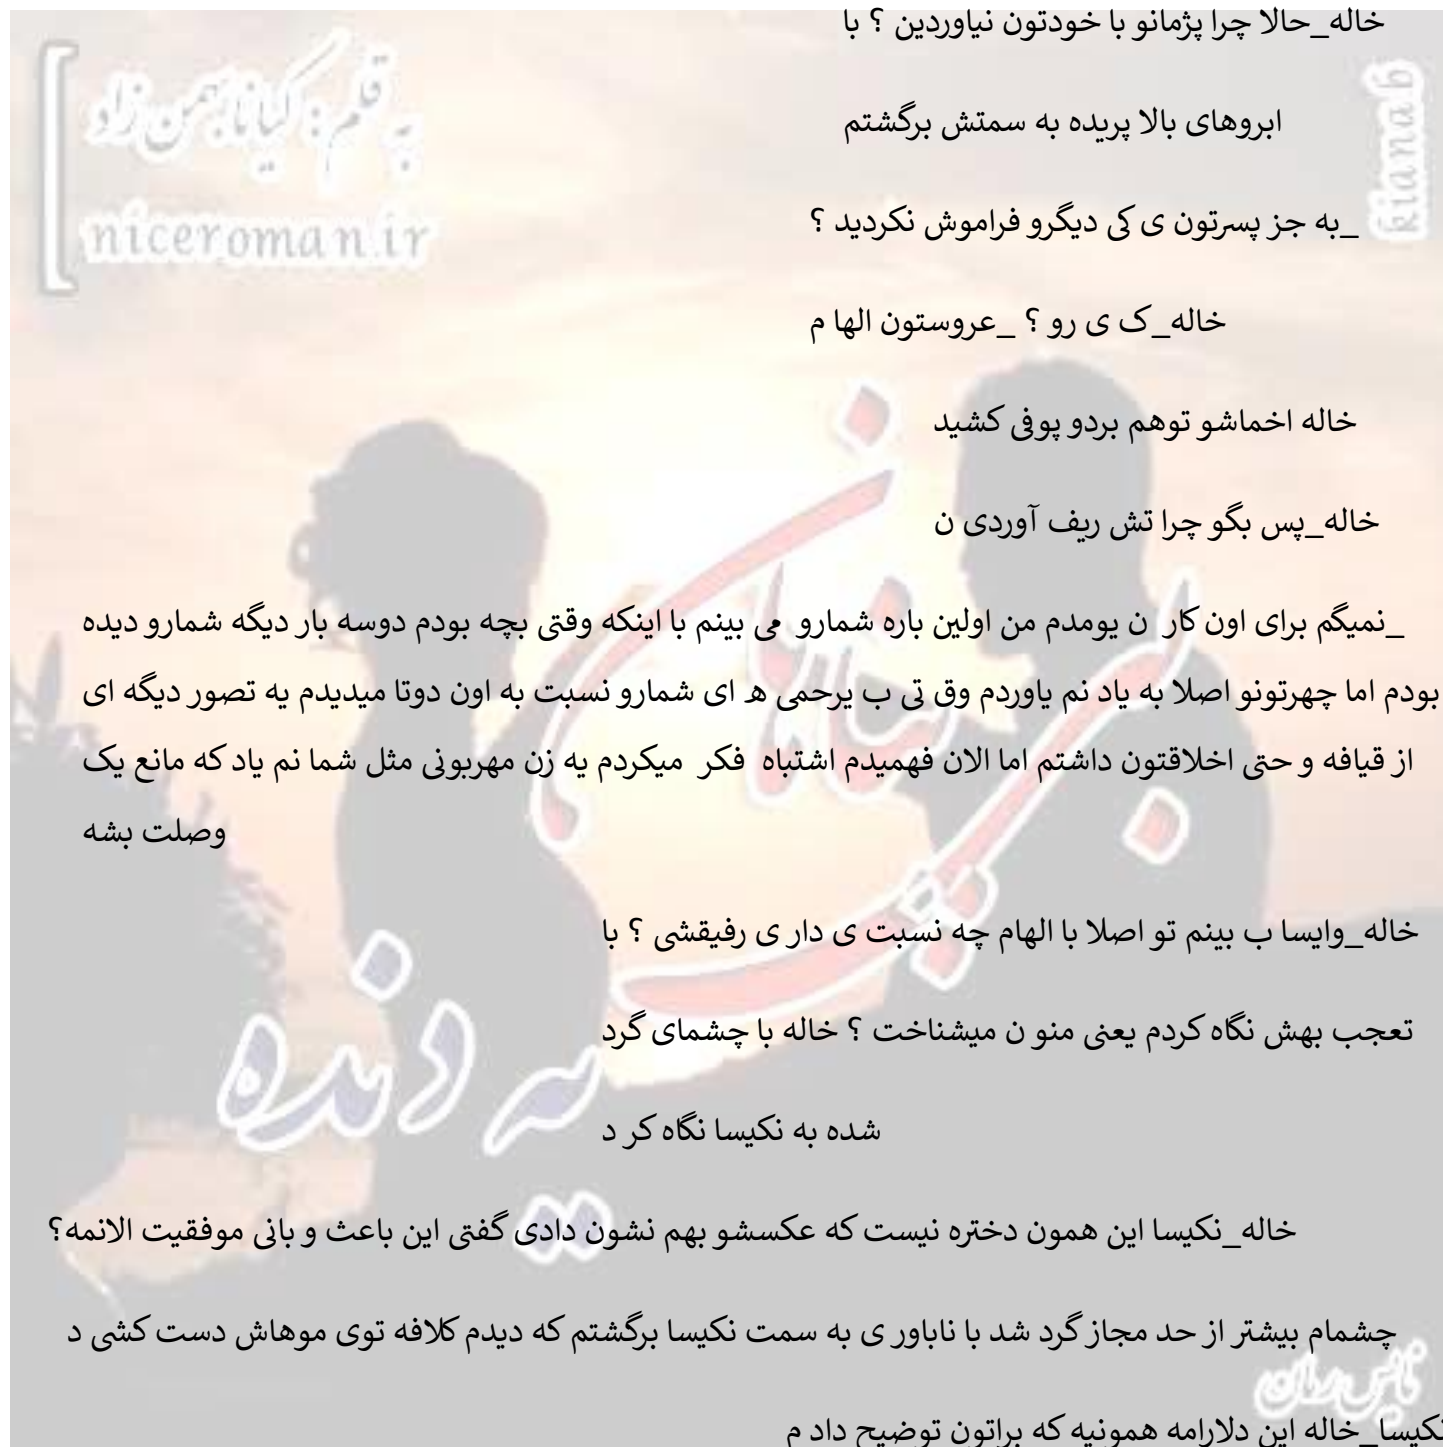 خاله_حالا چرا پژمانو با خودتون نیاوردین ؟ با
به قلم : کیانا بهمن زاد
kiana.b
ابروهای بالا پریده به سمتش برگشتم
niceroman.ir
_به جز پسرتون ی کی دیگرو فراموش نکردید ؟
خاله_ک ی رو ؟ _عروستون الها م
خاله اخماشو توهم بردو پوفی کشید
خاله_پس بگو چرا تش ریف آوردی ن
_نمیگم برای اون کار ن یومدم من اولین باره شمارو می بینم با اینکه وقتی بچه بودم دوسه بار دیگه شمارو دیده
بودم اما چهرتونو اصلا به یاد نم یاوردم وق تی ب یرحمی ه ای شمارو نسبت به اون دوتا میدیدم یه تصور دیگه ای
از قیافه و حتی اخلاقتون داشتم اما الان فهمیدم اشتباه فکر میکردم یه زن مهربونی مثل شما نم یاد که مانع یک
وصلت بشه
خاله_وایسا ب بینم تو اصلا با الهام چه نسبت ی دار ی رفیقشی ؟ با
تعجب بهش نگاه کردم یعنی منو ن میشناخت ؟ خاله با چشمای گرد
شده به نکیسا نگاه کر د
خاله_نکیسا این همون دختره نیست که عکسشو بهم نشون دادی گفتی این باعث و بانی موفقیت الانمه؟
چشمام بیشتر از حد مجاز گرد شد با ناباور ی به سمت نکیسا برگشتم که دیدم کلافه توی موهاش دست کشی د
نکیسا_خاله این دلارامه همونیه که براتون توضیح داد م